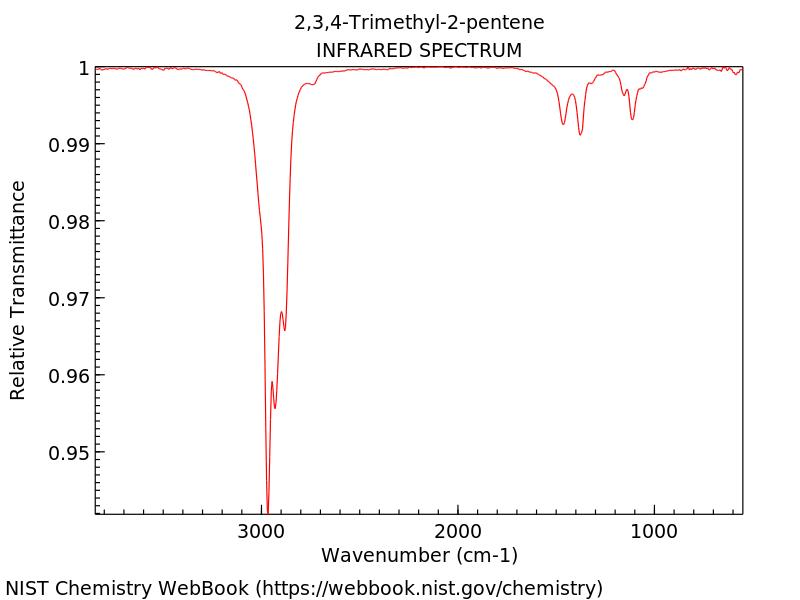 2,3,4-Trimethyl-2-pentene
INFRARED SPECTRUM
1
0.99
0.98
0.97
0.96
0.95
Relative Transmittance
3000 2000 1000
Wavenumber (cm-1)
NIST Chemistry WebBook (https://webbook.nist.gov/chemistry)